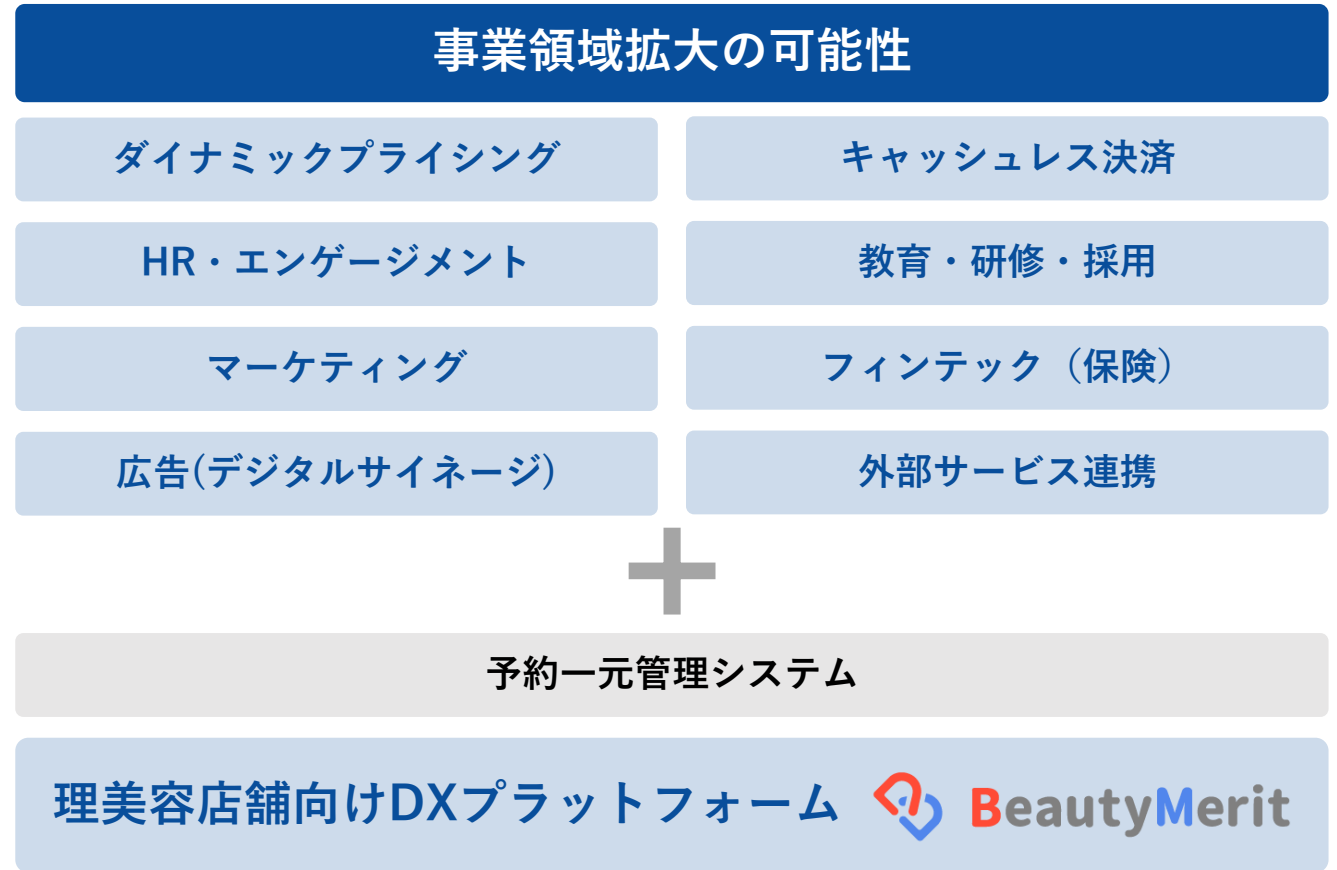 事業領域拡大の可能性
ダイナミックプライシング
キャッシュレス決済
HR・エンゲージメント
教育・研修・採用
マーケティング
フィンテック（保険）
広告(デジタルサイネージ)
外部サービス連携
予約一元管理システム
理美容店舗向けDXプラットフォーム BeautyMerit